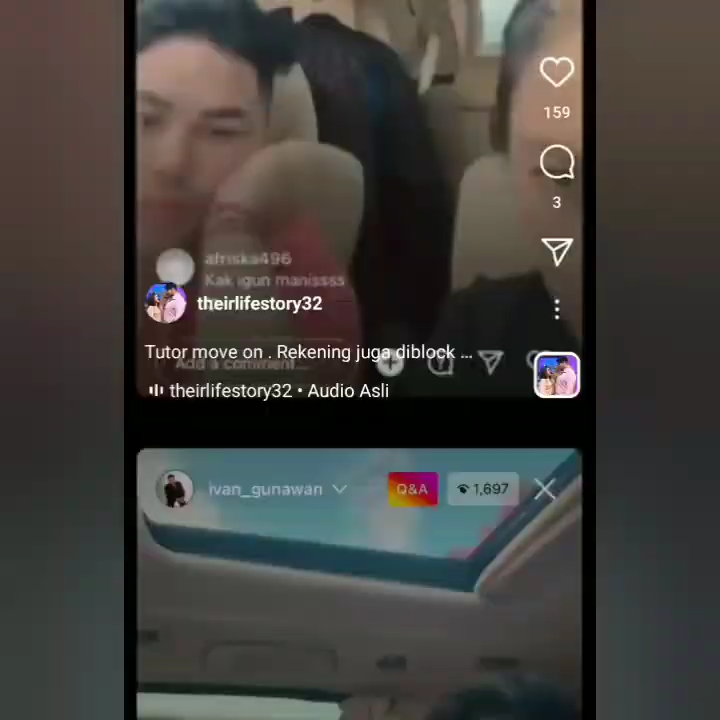 159
3
afriska496
Kak igun manissss
theirlifestory32
Tutor move on . Rekening juga diblock ...
Add a comment...
theirlifestory32 • Audio Asli
ivan_gunawan
Q&A
1,697